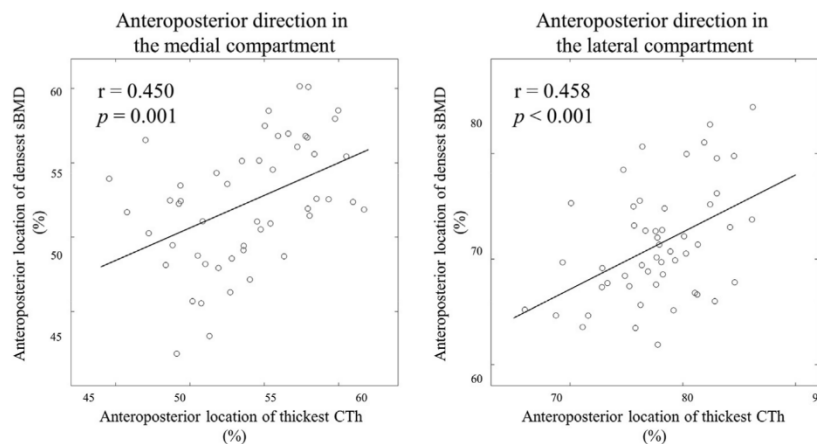 Anteroposterior direction in
the medial compartment
r = 0.450
p = 0.001
Anteroposterior location of densest sBMD
(%)
60
55
50
45
45 50 55 60
Anteroposterior location of thickest CTh
(%)
Anteroposterior direction in
the lateral compartment
r = 0.458
p < 0.001
Anteroposterior location of densest sBMD
(%)
80
70
60
70 80 9
Anteroposterior location of thickest CTh
(%)